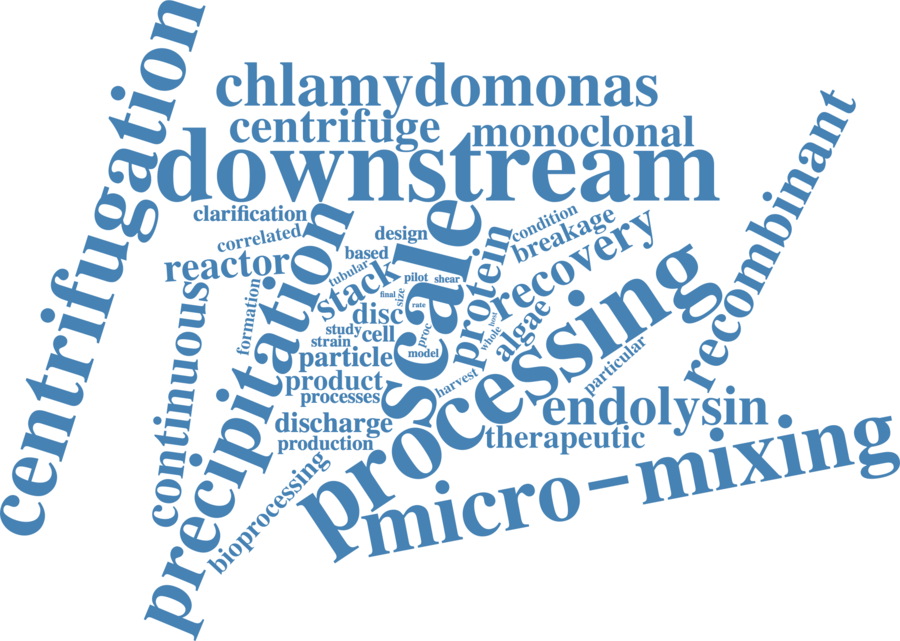 centrifugation
chlamydomonas
centrifuge
monoclonal
downstream
recombinant
clarification
correlated
reactor
precipitation
design
based
tubular
stack
scale
pilot
shear
final
size
rate
disc
study
cell
strain
proc
model
particle
product
processes
protein
condition
breakage
recovery
host
whole
algae
processing
particular
harvest
formation
continuous
discharge
production
bioprocessing
endolysin
therapeutic
micro-mixing